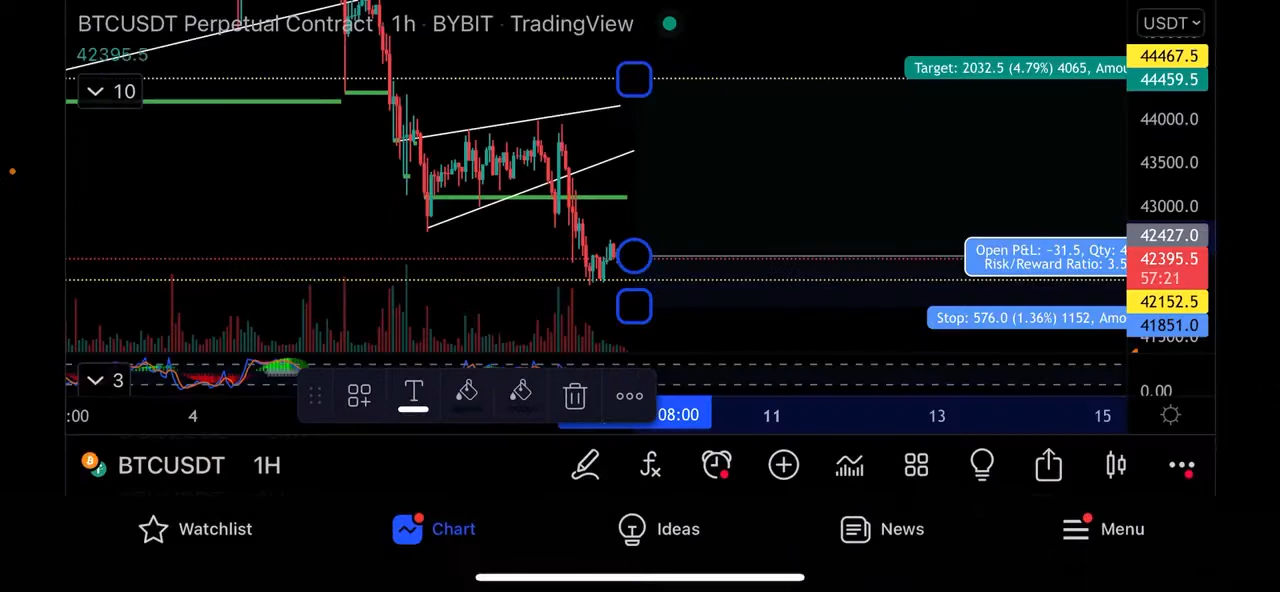 BTCUSDT Perpetual Contract · 1h · BYBIT · TradingView
USDT
42395.5
44467.5
Target: 2032.5 (4.79%) 4065, Amou
44459.5
10
44000.0
43500.0
43000.0
42427.0
Open P&L: −31.5, Qty: 4
Risk/Reward Ratio: 3.5
42395.5
57:21
42152.5
Stop: 576.0 (1.36%) 1152, Amo
41851.0
41500.0
3
0.00
:00
4
08:00
11
13
15
BTCUSDT 1H
Watchlist
Chart
Ideas
News
Menu